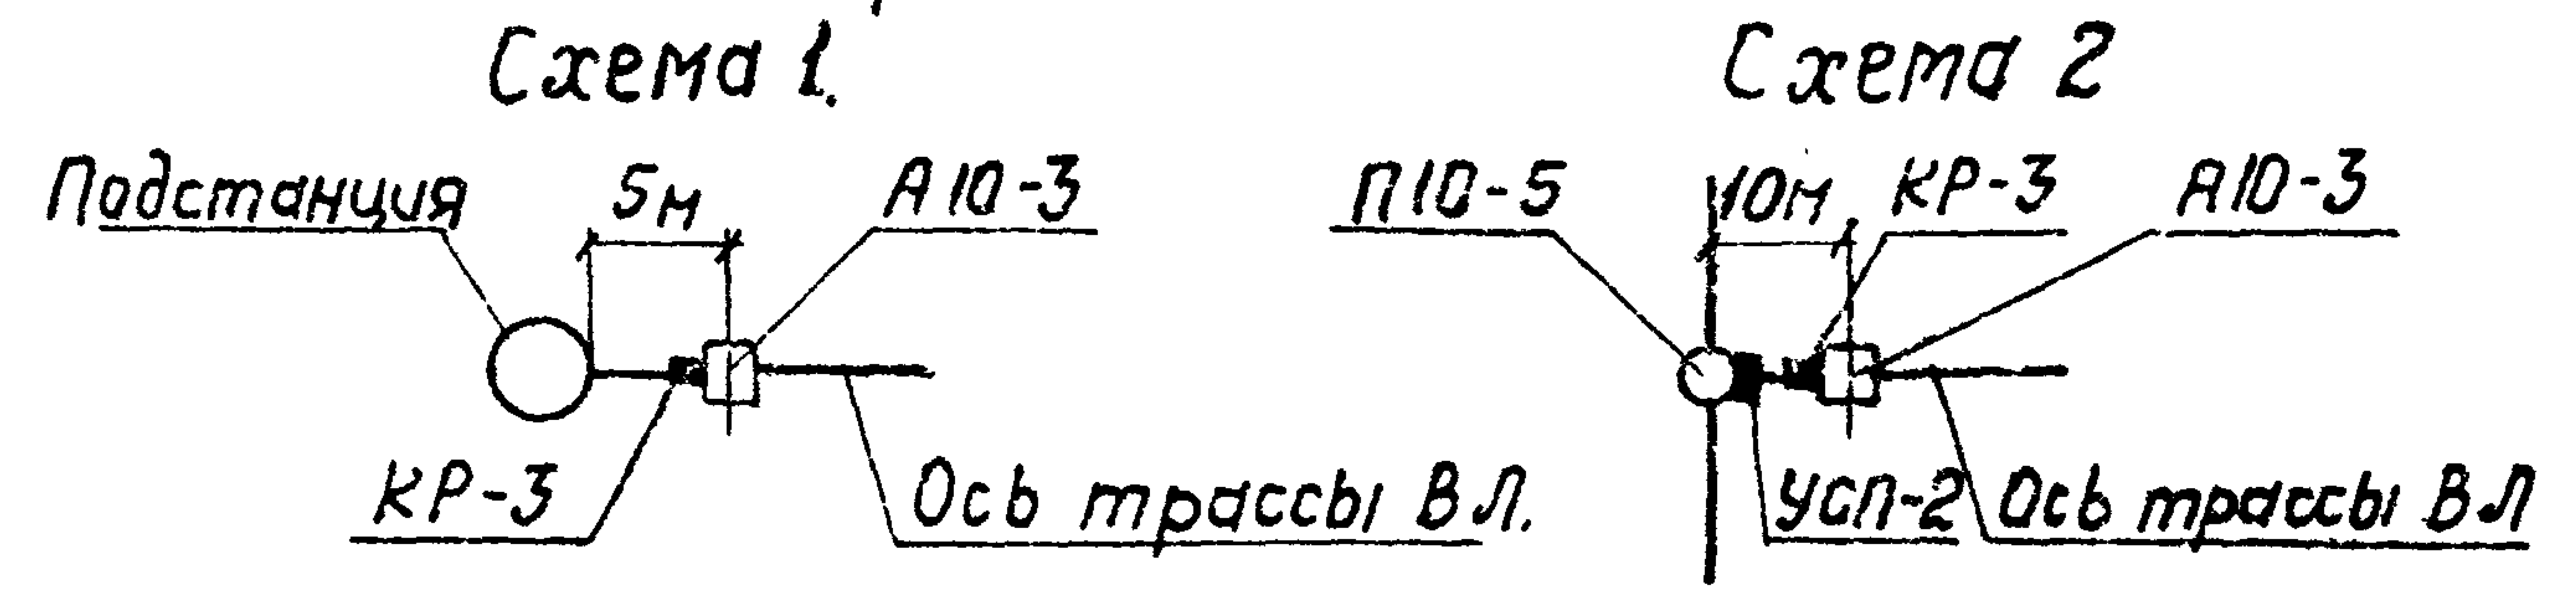 Схема 1.
Схема 2
Подстанция
5м
А10-3
П10-5
10м
КР-3
А10-3
КР-3
Ось трассы ВЛ.
УСП-2
Ось трассы ВЛ